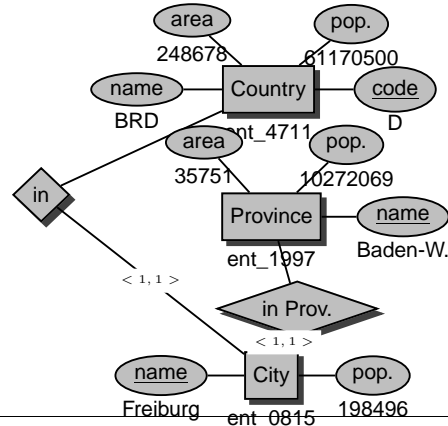 area
pop.
248678
61170500
name
Country
code
BRD
D
ent_4711
area
pop.
35751
10272069
in
Province
name
Baden-W.
ent_1997
< 1, 1 >
in Prov.
< 1, 1 >
name
City
pop.
Freiburg
ent_0815
198496